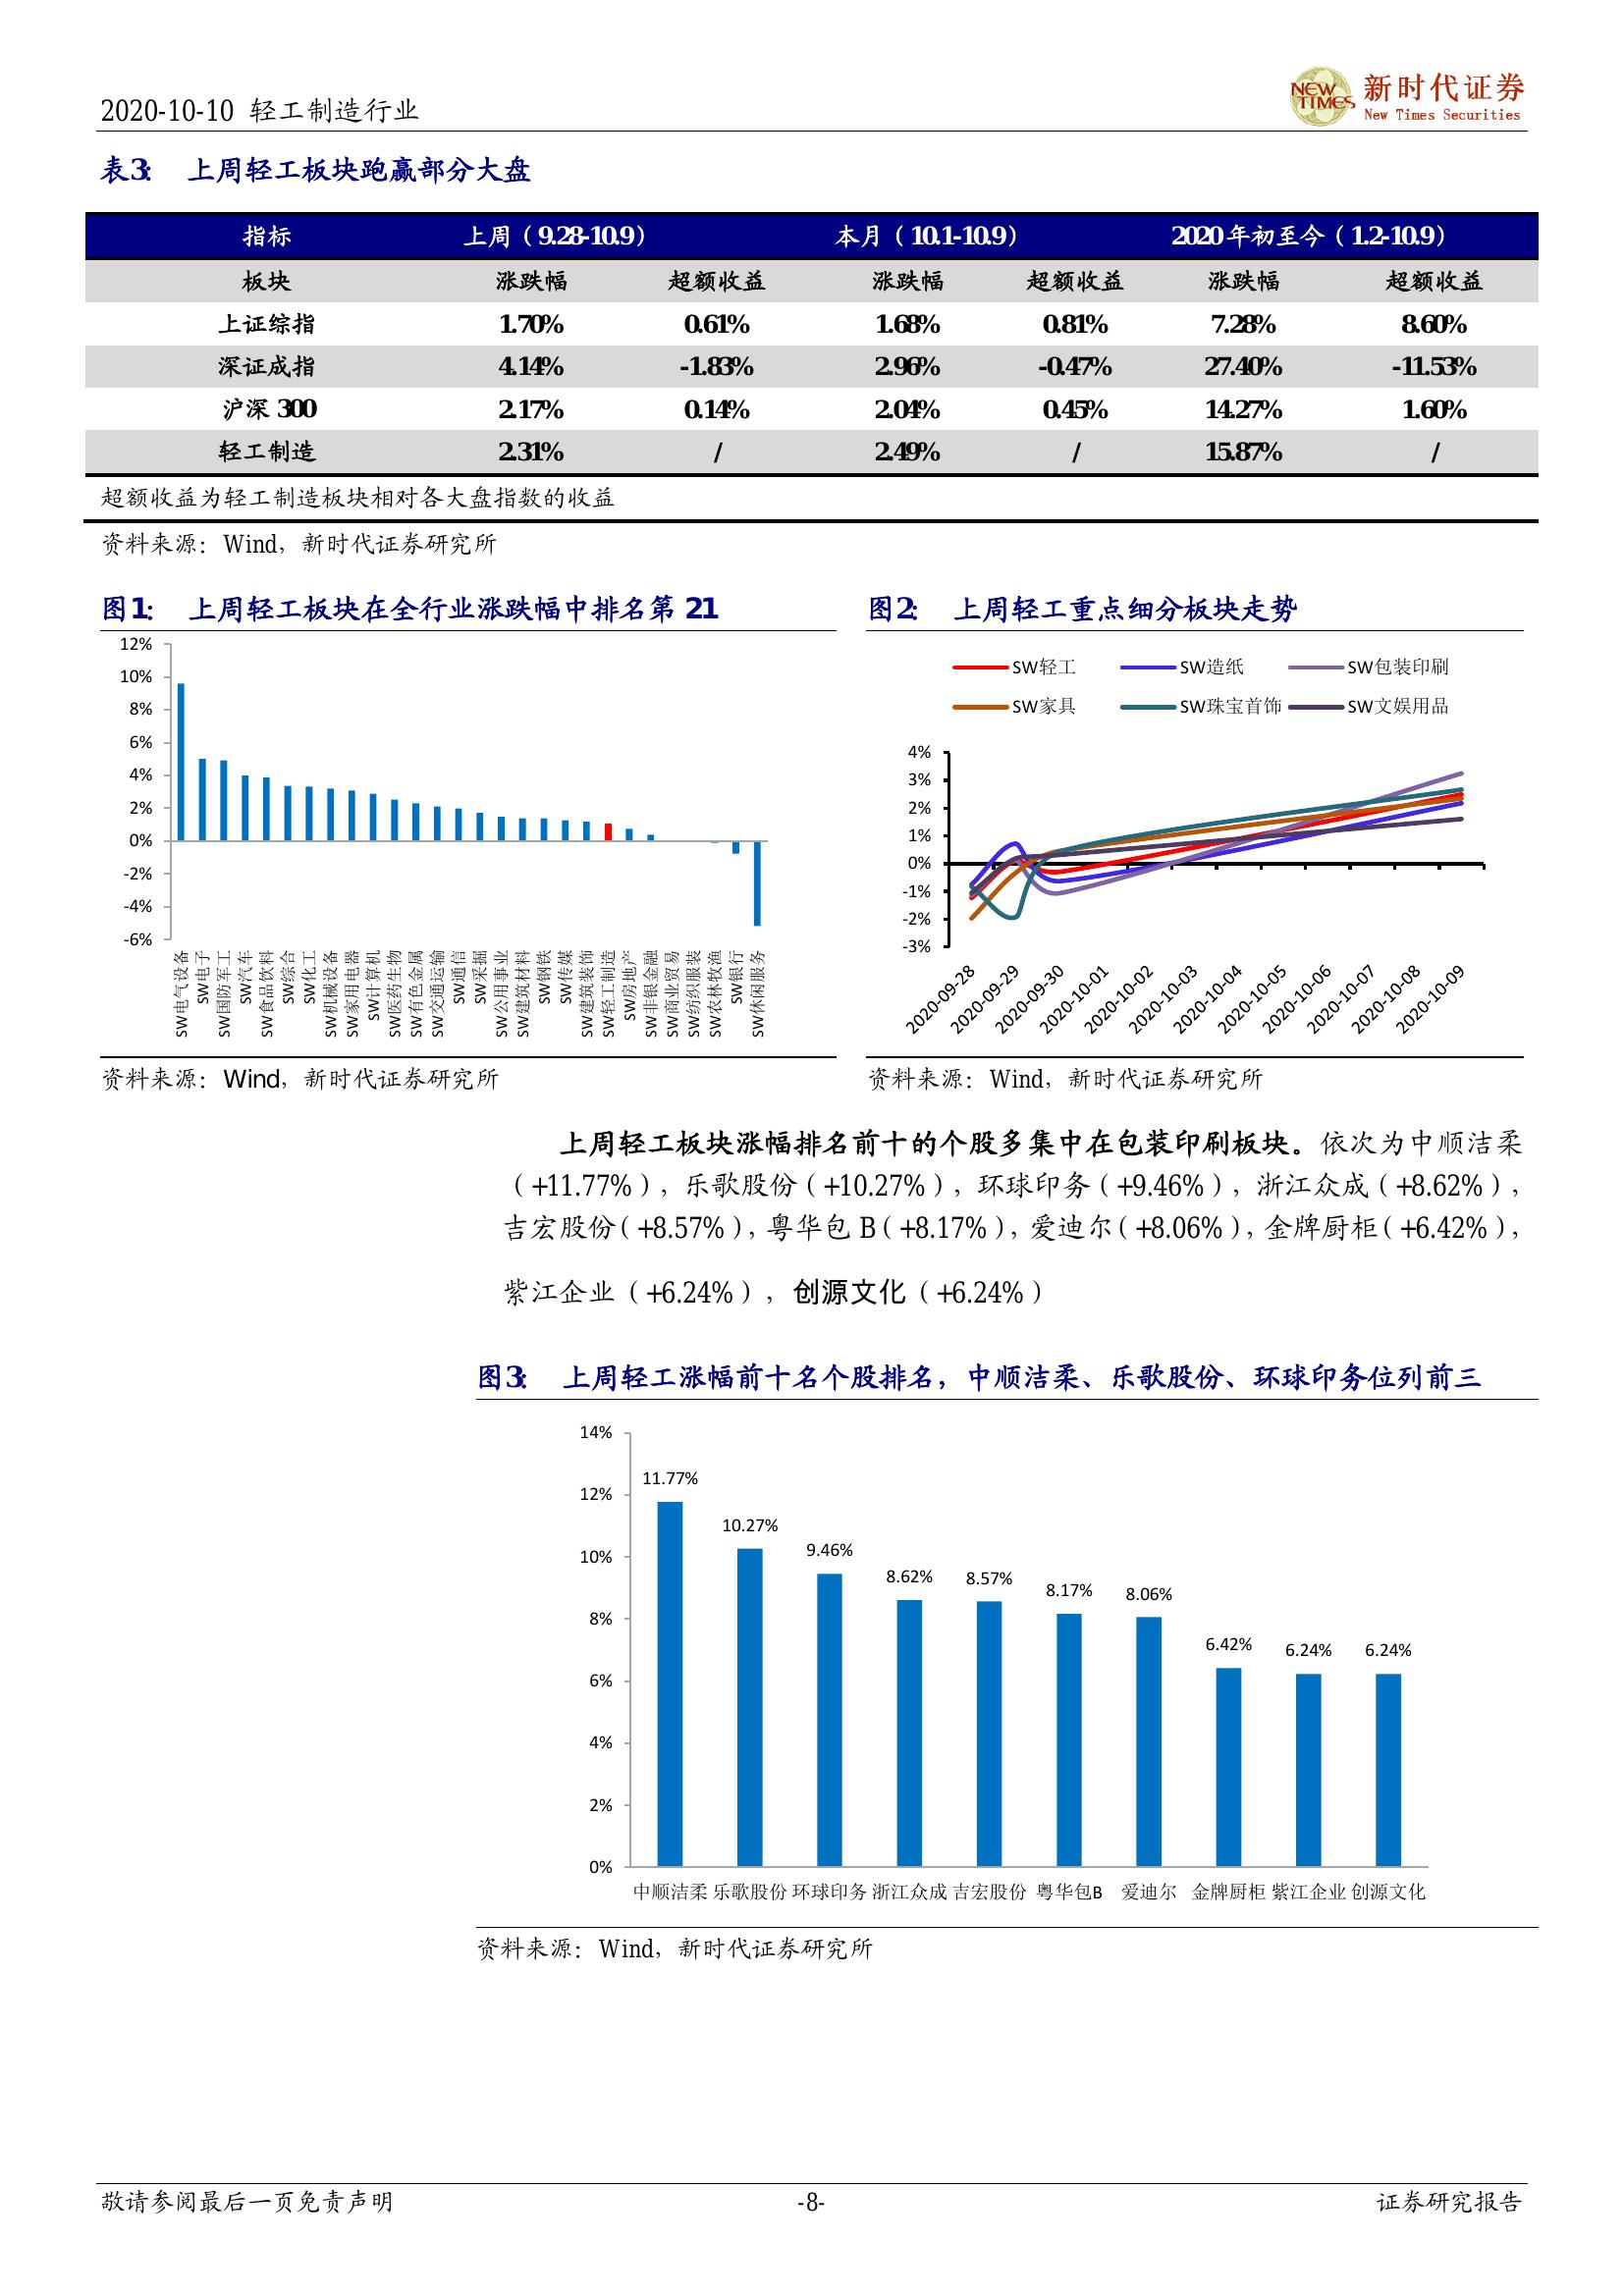 2020-10-10 轻工制造行业
NEW TIMES 新时代证券
New Times Securities
表3: 上周轻工板块跑赢部分大盘
指标 上周(9.28-10.9) 本月(10.1-10.9) 2020年初至今(1.2-10.9)
板块 涨跌幅 超额收益 涨跌幅 超额收益 涨跌幅 超额收益
上证综指 1.70% 0.61% 1.68% 0.81% 7.28% 8.60%
深证成指 4.14% -1.83% 2.96% -0.47% 27.40% -11.53%
沪深300 2.17% 0.14% 2.04% 0.45% 14.27% 1.60%
轻工制造 2.31% / 2.49% / 15.87% /
超额收益为轻工制造板块相对各大盘指数的收益
资料来源:Wind,新时代证券研究所
图1: 上周轻工板块在全行业涨跌幅中排名第21
12%
10%
8%
6%
4%
2%
0%
-2%
-4%
-6%
SW电气设备
SW电子
SW国防军工
SW汽车
SW食品饮料
SW综合
SW化工
SW机械设备
SW家用电器
SW计算机
SW医药生物
SW有色金属
SW交通运输
SW通信
SW采掘
SW公用事业
SW建筑材料
SW钢铁
SW传媒
SW建筑装饰
SW轻工制造
SW房地产
SW非银金融
SW商业贸易
SW纺织服装
SW农林牧渔
SW银行
SW休闲服务
资料来源:Wind,新时代证券研究所
图2: 上周轻工重点细分板块走势
SW轻工 SW造纸 SW包装印刷
SW家具 SW珠宝首饰 SW文娱用品
4%
3%
2%
1%
0%
-1%
-2%
-3%
2020-09-28
2020-09-29
2020-09-30
2020-10-01
2020-10-02
2020-10-03
2020-10-04
2020-10-05
2020-10-06
2020-10-07
2020-10-08
2020-10-09
资料来源:Wind,新时代证券研究所
上周轻工板块涨幅排名前十的个股多集中在包装印刷板块。依次为中顺洁柔
(+11.77%),乐歌股份(+10.27%),环球印务(+9.46%),浙江众成(+8.62%),
吉宏股份(+8.57%),粤华包B(+8.17%),爱迪尔(+8.06%),金牌厨柜(+6.42%),
紫江企业(+6.24%),创源文化(+6.24%)
图3: 上周轻工涨幅前十名个股排名,中顺洁柔、乐歌股份、环球印务位列前三
14%
12%
10%
8%
6%
4%
2%
0%
11.77%
10.27%
9.46%
8.62%
8.57%
8.17%
8.06%
6.42%
6.24%
6.24%
中顺洁柔 乐歌股份 环球印务 浙江众成 吉宏股份 粤华包B 爱迪尔 金牌厨柜 紫江企业 创源文化
资料来源:Wind,新时代证券研究所
敬请参阅最后一页免责声明 -8- 证券研究报告